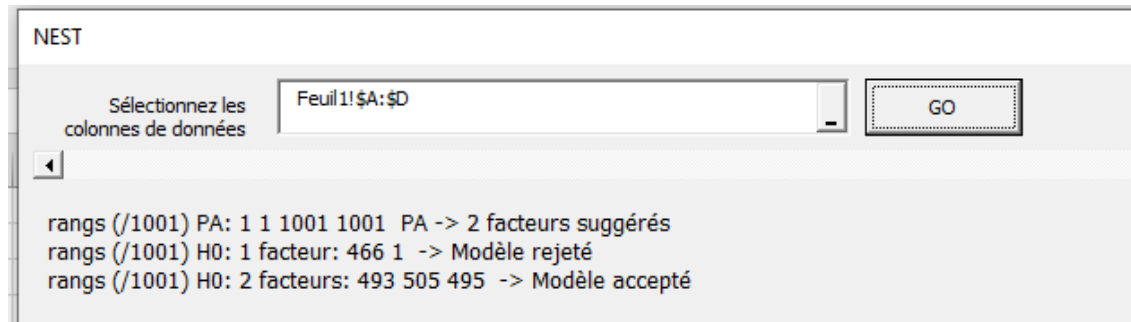 NEST
Sélectionnez les
colonnes de données
Feuil1!$A:$D
GO
rangs (/1001) PA: 1 1 1001 1001  PA -> 2 facteurs suggérés
rangs (/1001) H0: 1 facteur: 466 1  -> Modèle rejeté
rangs (/1001) H0: 2 facteurs: 493 505 495  -> Modèle accepté